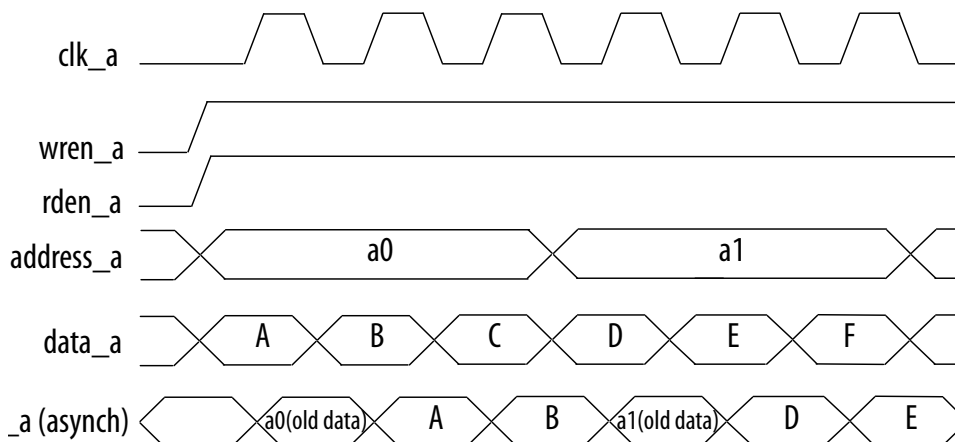 clk_a
wren_a
rden_a
address_a a0 a1
data_a A B C D E F
_a (asynch) a0(old data) A B a1(old data) D E